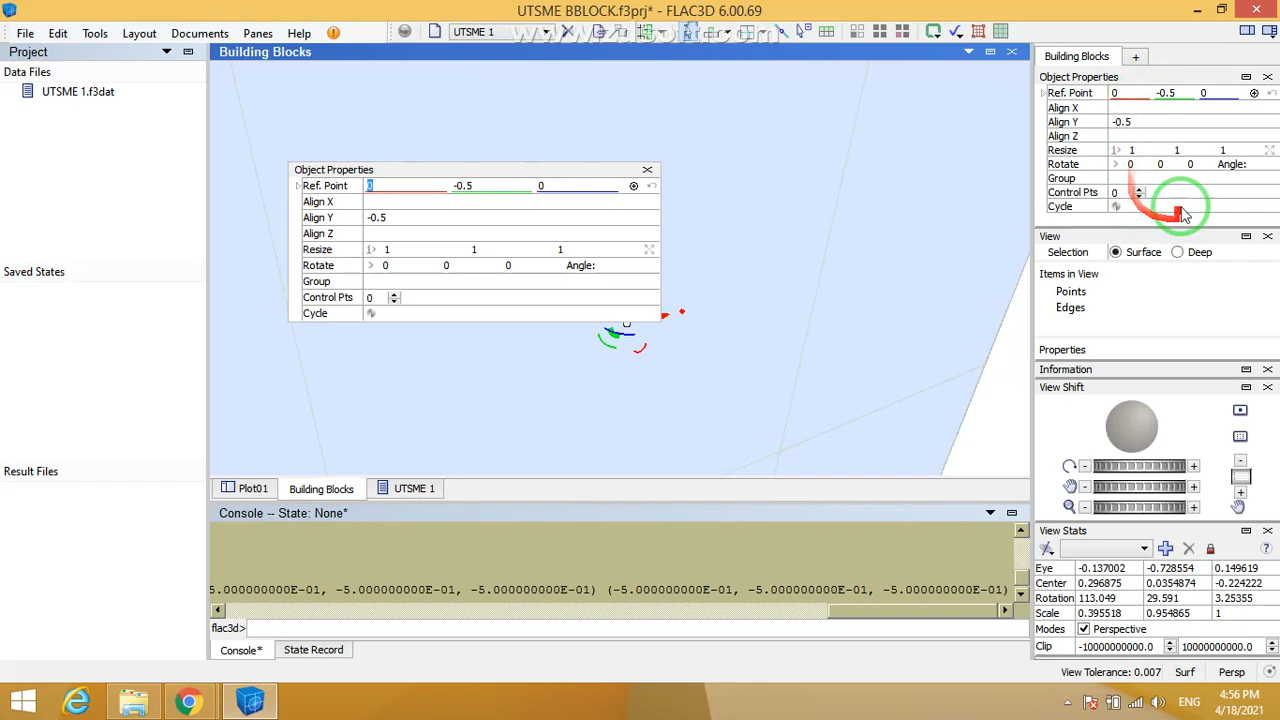 UTSME BBLOCK.f3prj* - FLAC3D 6.00.69
File Edit Tools Layout Documents Panes Help UTSME 1
Project
Data Files
UTSME 1.f3dat
Saved States
Result Files
Building Blocks
Object Properties
Ref. Point 0 -0.5 0
Align X
Align Y -0.5
Align Z
Resize 1> 1 1 1
Rotate > 0 0 0 Angle:
Group
Control Pts 0
Cycle
Plot01 Building Blocks UTSME 1
Console -- State: None*
5.000000000E-01, -5.000000000E-01, -5.000000000E-01) (-5.000000000E-01, -5.000000000E-01, -5.000000000E-01)
flac3d>
Console* State Record
Building Blocks +
Object Properties
Ref. Point 0 -0.5 0
Align X
Align Y -0.5
Align Z
Resize 1> 1 1 1
Rotate > 0 0 0 Angle:
Group
Control Pts 0
Cycle
View
Selection Surface Deep
Items in View
Points
Edges
Properties
Information
View Shift
- +
- +
- +
-
+
View Stats
?
Eye -0.137002 -0.728554 0.149619
Center 0.296875 0.0354874 -0.224222
Rotation 113.049 29.591 3.25355
Scale 0.395518 0.954865 1
Modes Perspective
Clip -10000000000.0 10000000000.0
View Tolerance: 0.007 Surf Persp
ENG
4:56 PM
4/18/2021